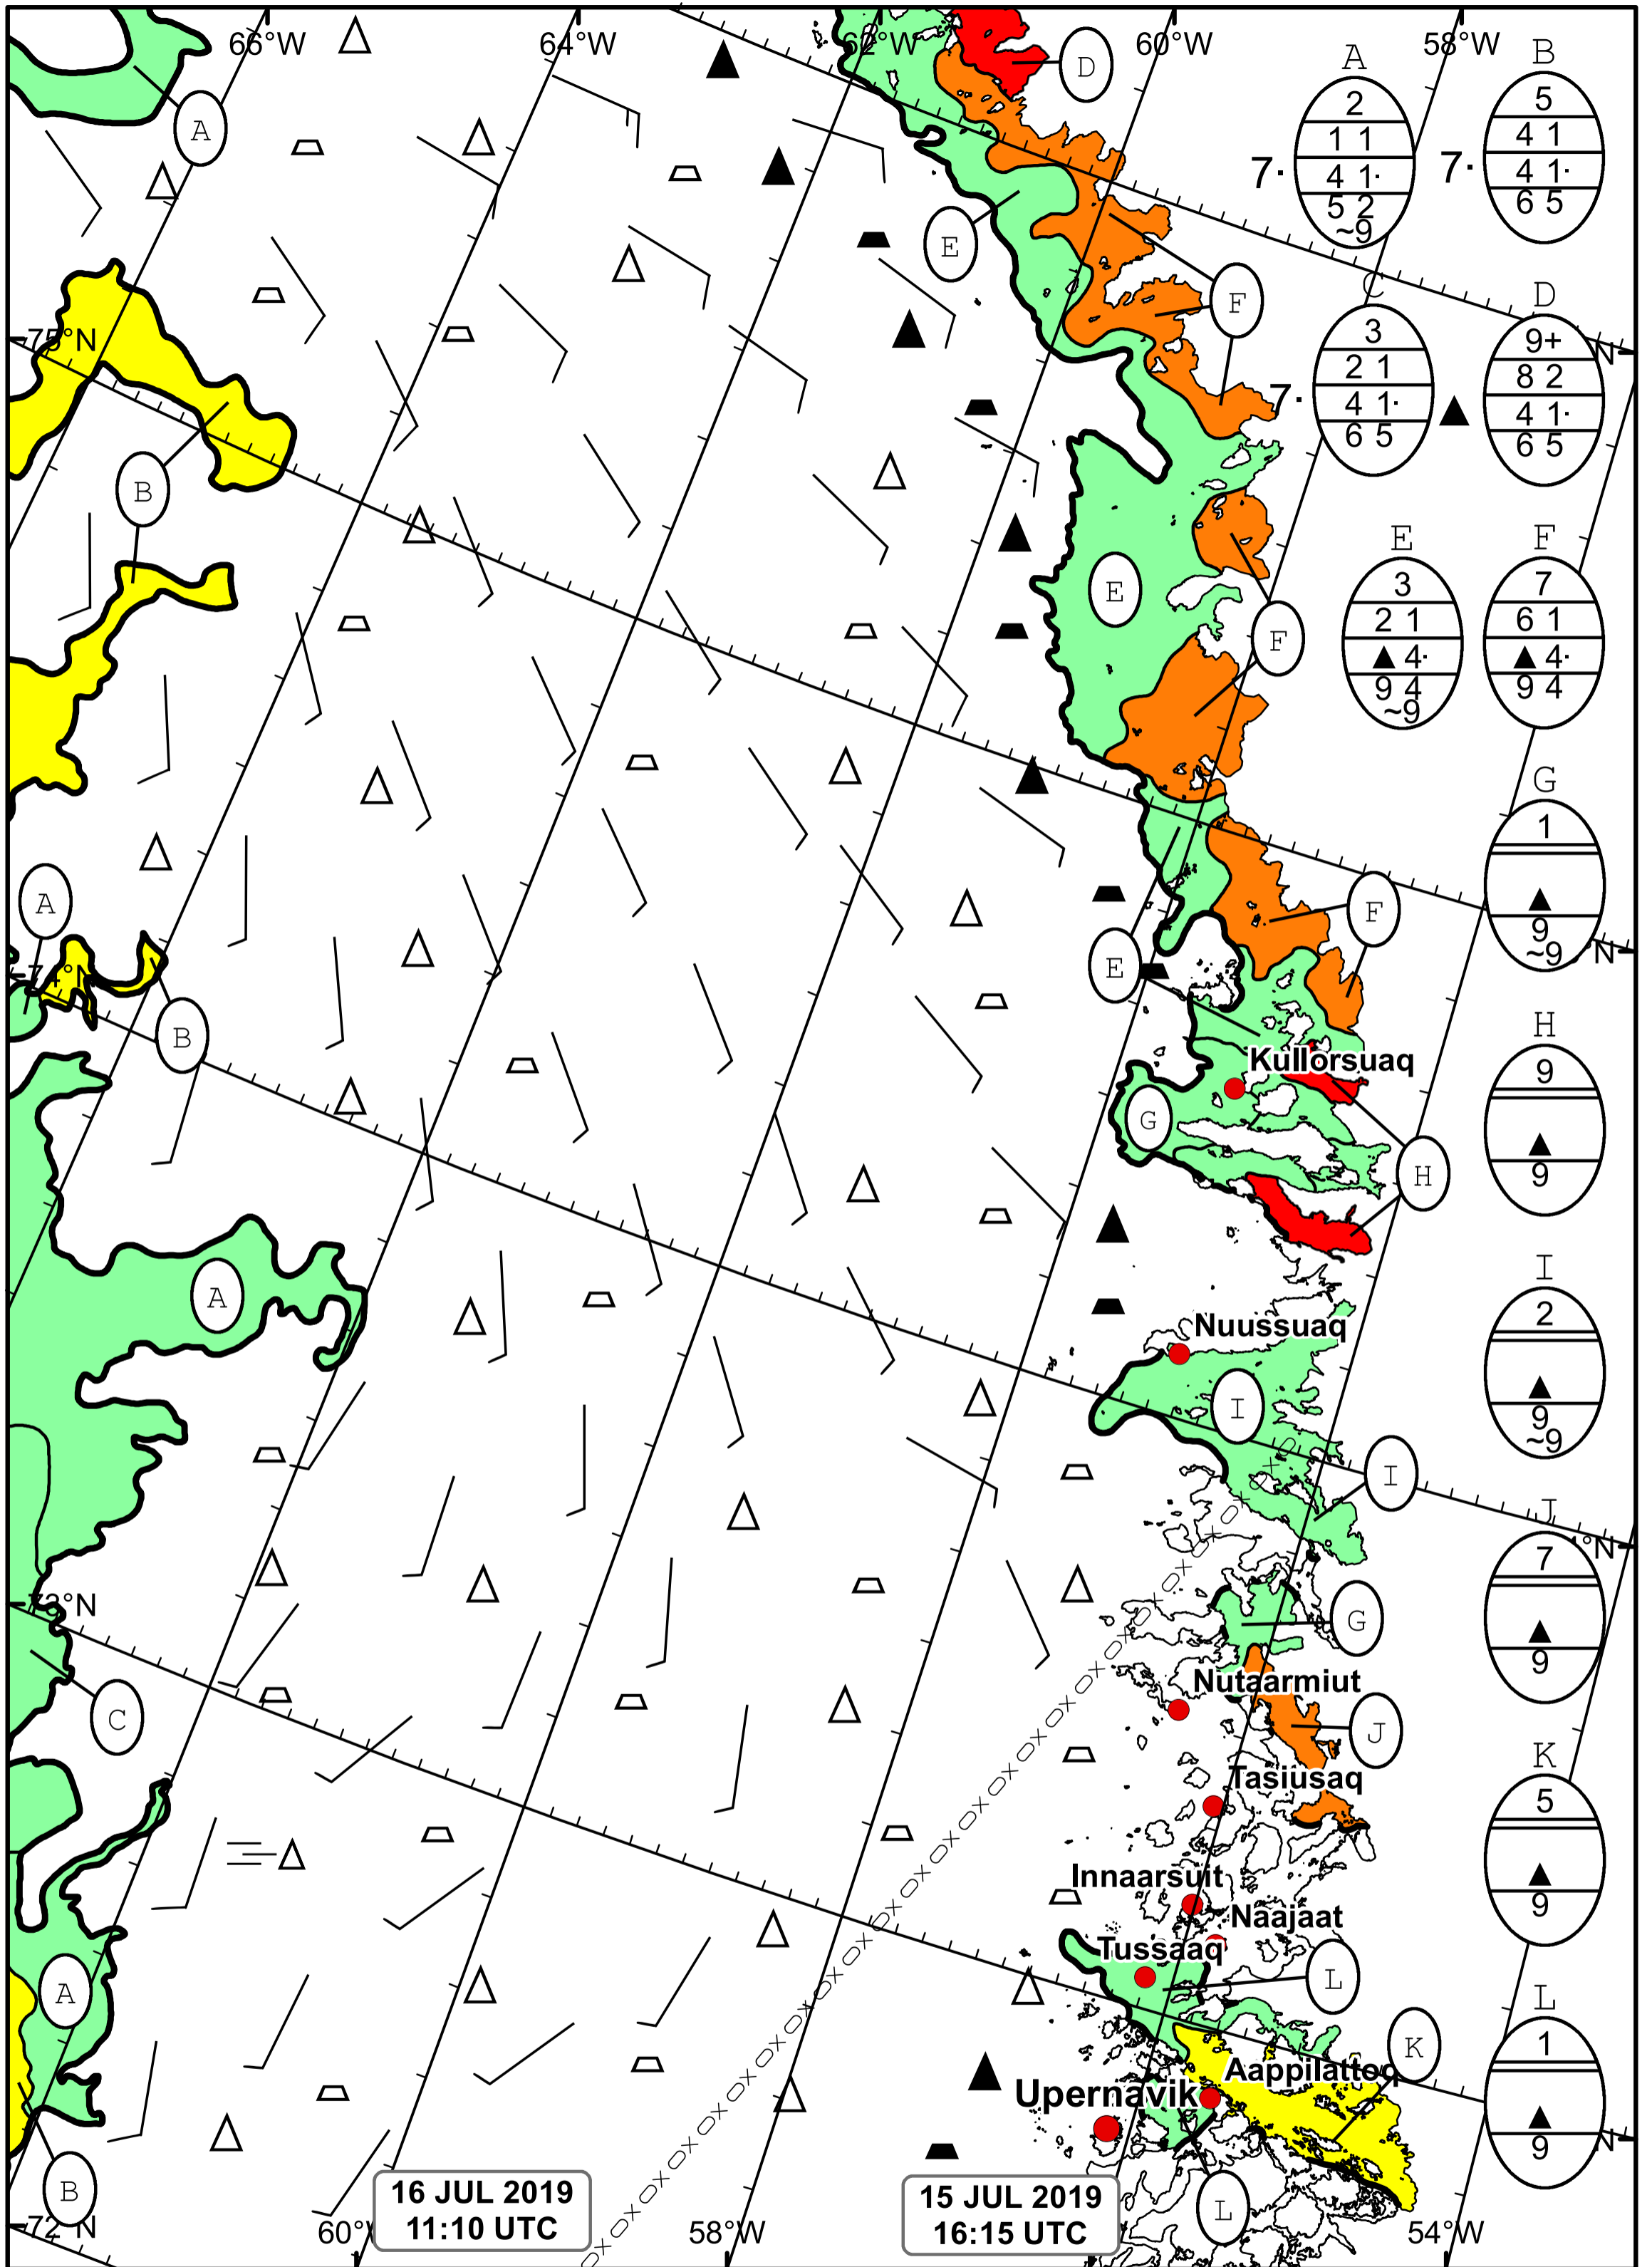 66°W
64°W
62°W
60°W
58°W
D
A
A
2
1 1
7·
4 1·
5 2
~9
B
5
4 1
7·
4 1·
6 5
E
F
75°N
C
3
2 1
7·
4 1·
6 5
D
9+
8 2
4 1·
6 5
N
B
E
F
E
3
2 1
▲ 4·
9 4
~9
F
7
6 1
▲ 4·
9 4
G
1
▲
9
~9
N
A
F
E
74°N
B
H
9
▲
9
Kullorsuaq
G
H
A
I
2
▲
9
~9
Nuussuaq
I
I
J
7
▲
9
°N
73°N
G
C
Nutaarmiut
J
Tasiusaq
K
5
▲
9
Innaarsuit
Naajaat
Tussaaq
L
A
K
L
1
▲
9
N
Aappilattoq
Upernavik
B
L
16 JUL 2019
11:10 UTC
15 JUL 2019
16:15 UTC
72°N
60°W
58°W
54°W